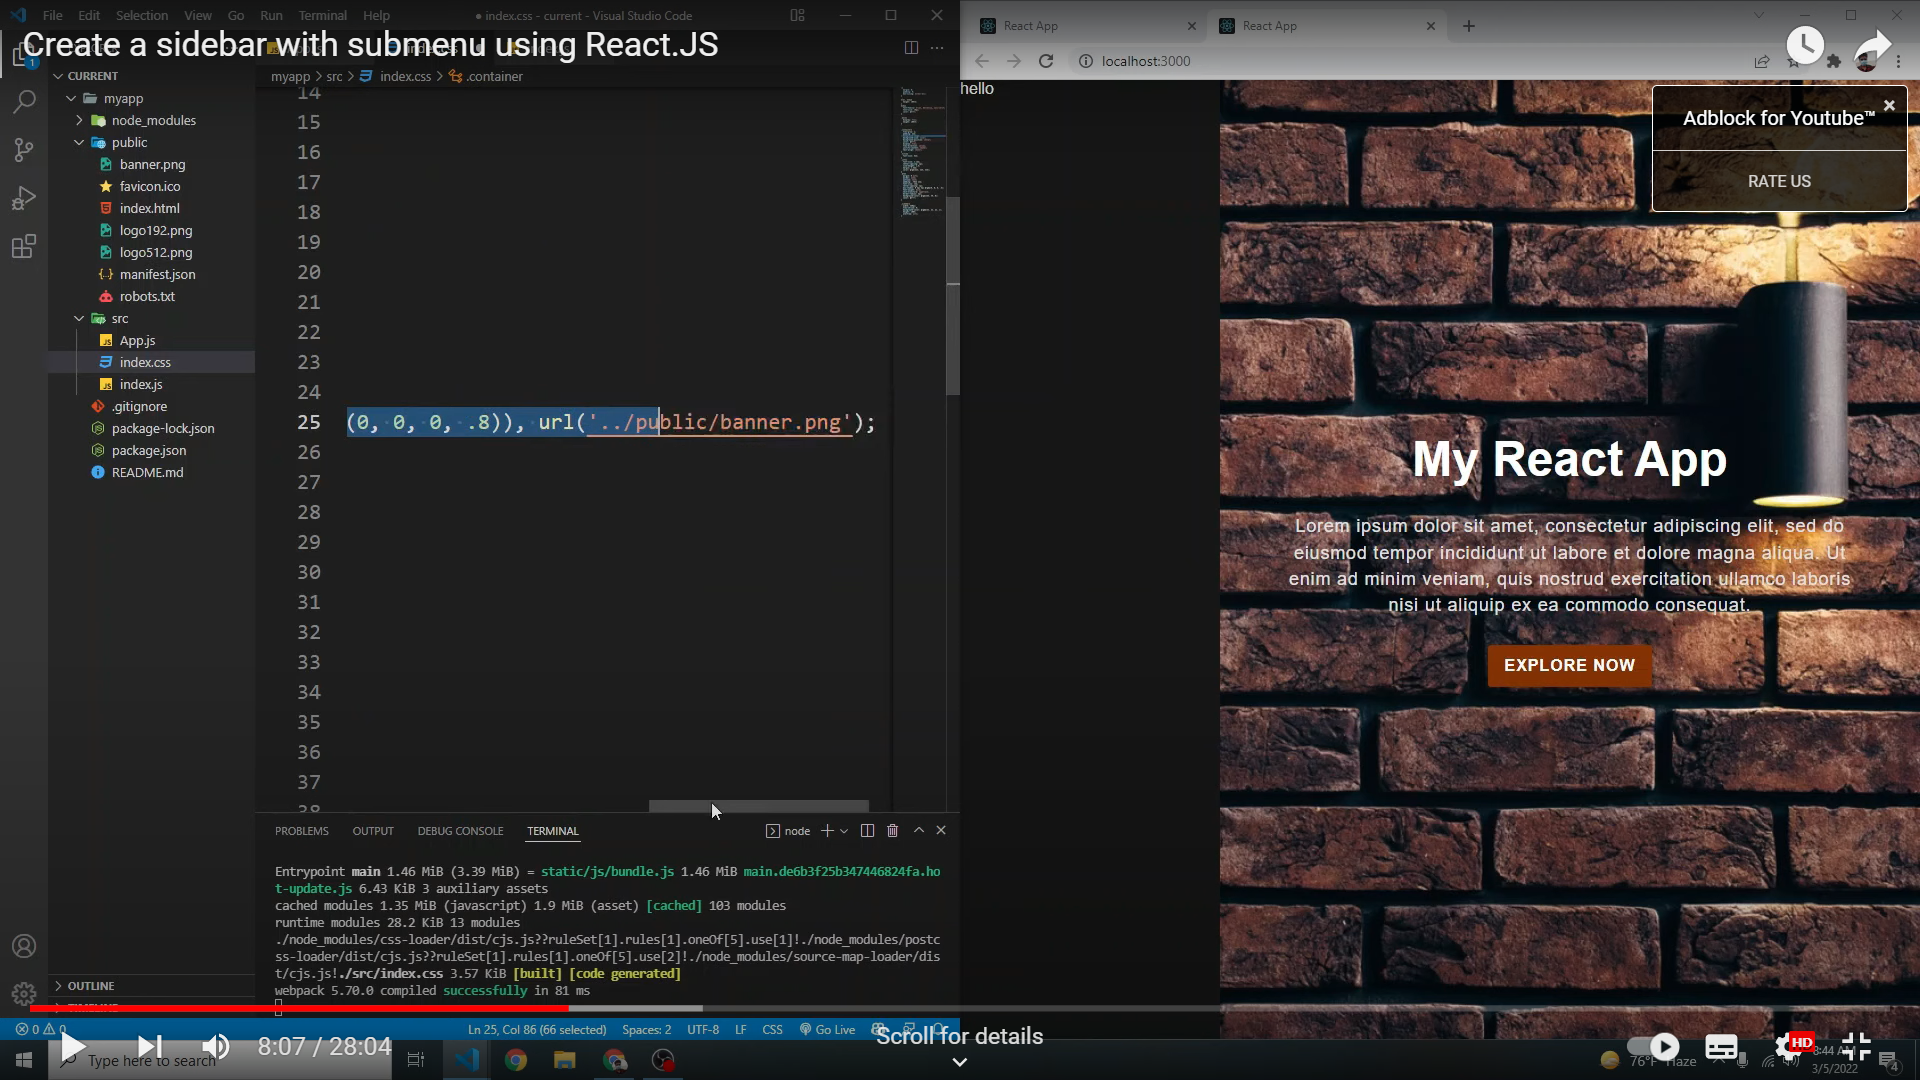 File Edit Selection View Go Run Terminal Help
● index.css - current - Visual Studio Code
Create a sidebar with submenu using React.JS
1
CURRENT
myapp
node_modules
public
banner.png
favicon.ico
index.html
logo192.png
logo512.png
manifest.json
robots.txt
src
App.js
index.css
index.js
.gitignore
package-lock.json
package.json
README.md
OUTLINE
myapp > src > index.css > .container
14
15
16
17
18
19
20
21
22
23
24
25 (0, 0, 0, .8)), url('../public/banner.png');
26
27
28
29
30
31
32
33
34
35
36
37
38
PROBLEMS OUTPUT DEBUG CONSOLE TERMINAL
node
Entrypoint main 1.46 MiB (3.39 MiB) = static/js/bundle.js 1.46 MiB main.de6b3f25b347446824fa.ho
t-update.js 6.43 KiB 3 auxiliary assets
cached modules 1.35 MiB (javascript) 1.9 MiB (asset) [cached] 103 modules
runtime modules 28.2 KiB 13 modules
./node_modules/css-loader/dist/cjs.js??ruleSet[1].rules[1].oneOf[5].use[1]!./node_modules/postc
ss-loader/dist/cjs.js??ruleSet[1].rules[1].oneOf[5].use[2]!./node_modules/source-map-loader/dis
t/cjs.js!./src/index.css 3.57 KiB [built] [code generated]
webpack 5.70.0 compiled successfully in 81 ms
0 0
Ln 25, Col 86 (66 selected) Spaces: 2 UTF-8 LF CSS Go Live
8:07 / 28:04
Type here to search
Scroll for details
React App
React App
localhost:3000
hello
Adblock for Youtube™
RATE US
My React App
Lorem ipsum dolor sit amet, consectetur adipiscing elit, sed do
eiusmod tempor incididunt ut labore et dolore magna aliqua. Ut
enim ad minim veniam, quis nostrud exercitation ullamco laboris
nisi ut aliquip ex ea commodo consequat.
EXPLORE NOW
HD
76°F Haze
8:44 AM
3/5/2022
4